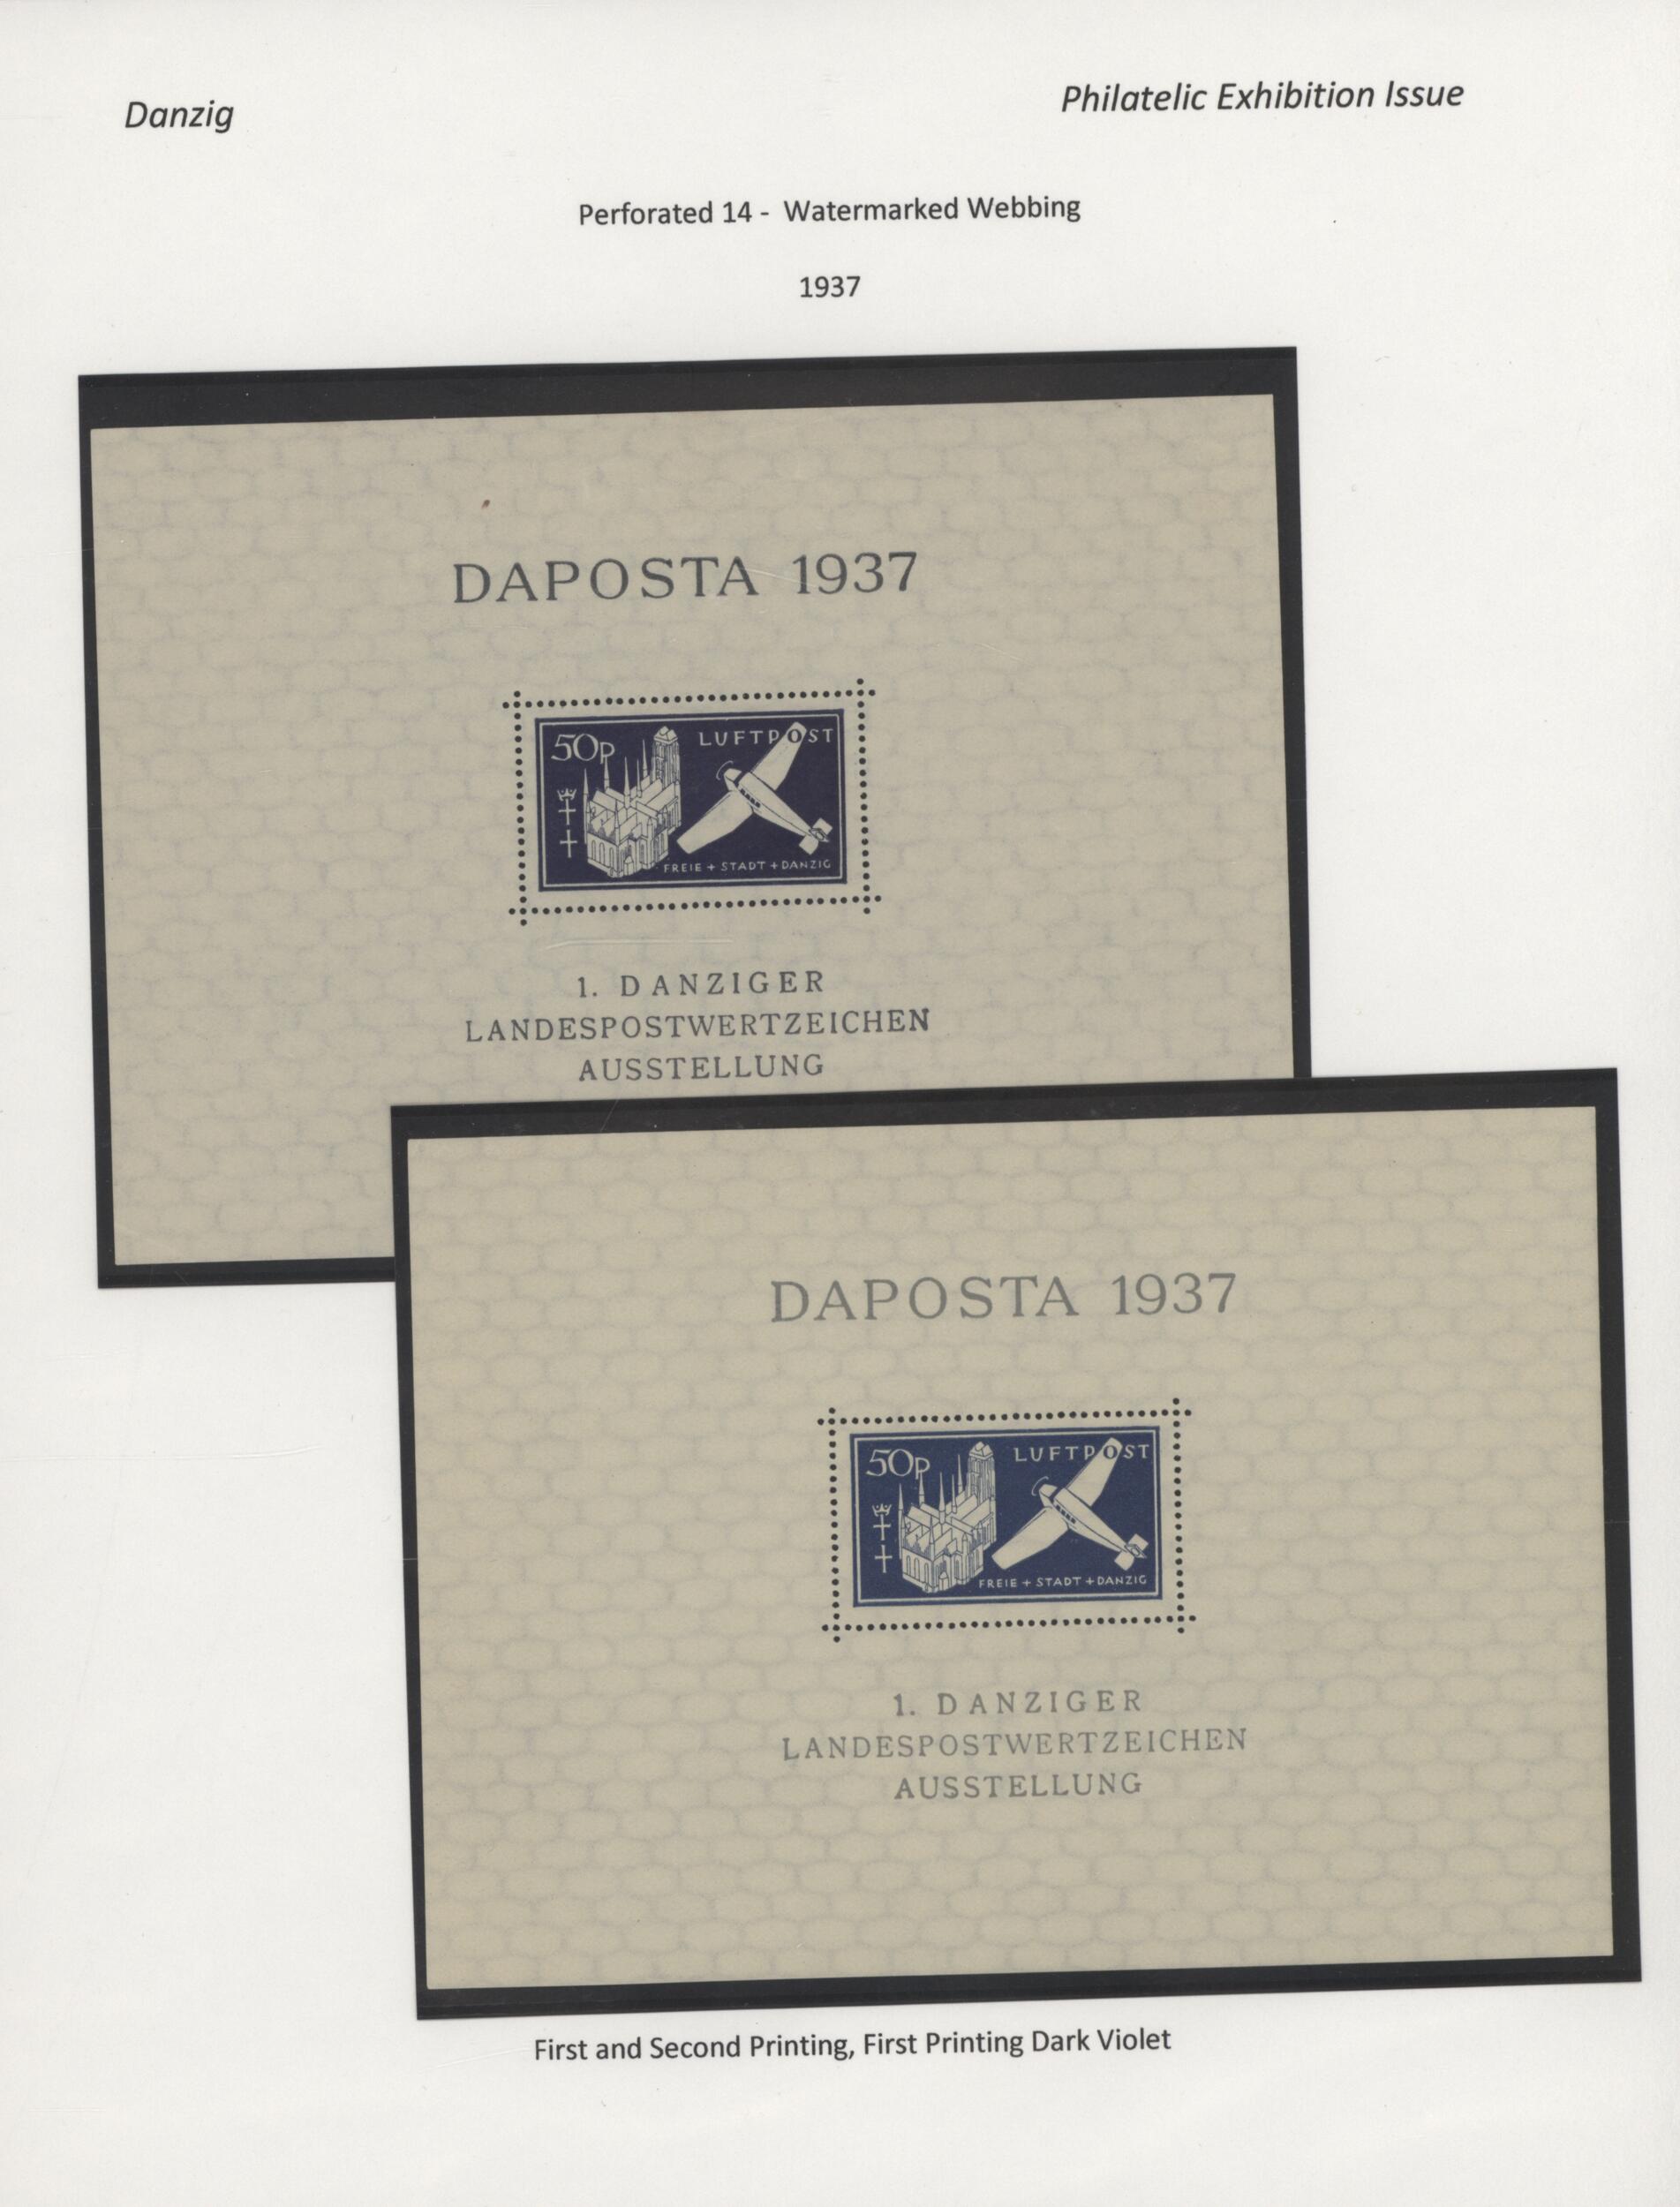 Danzig
Philatelic Exhibition Issue
Perforated 14 - Watermarked Webbing
1937
DAPOSTA 1937
50p
LUFTPOST
FREIE + STADT + DANZIG
1. DANZIGER
LANDESPOSTWERTZEICHEN
AUSSTELLUNG
DAPOSTA 1937
50p
LUFTPOST
FREIE + STADT + DANZIG
1. DANZIGER
LANDESPOSTWERTZEICHEN
AUSSTELLUNG
First and Second Printing, First Printing Dark Violet